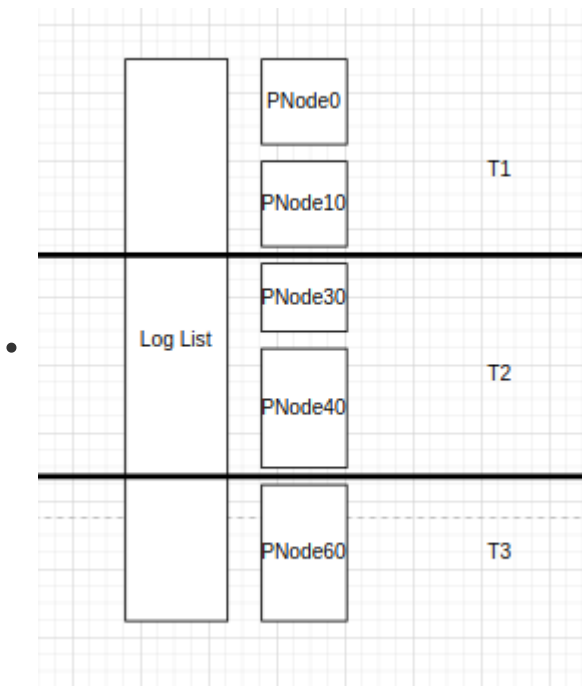 PNode0
T1
PNode10
PNode30
Log List
T2
PNode40
PNode60
T3